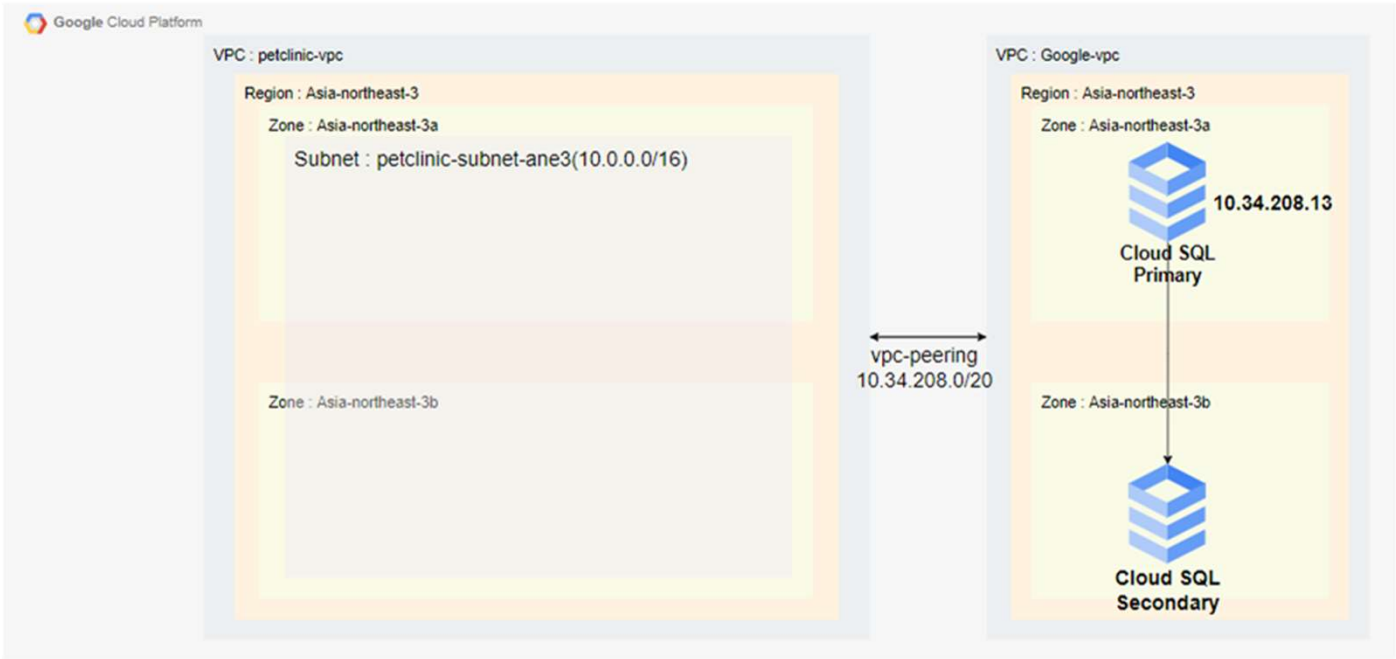 Google Cloud Platform
VPC : petclinic-vpc
Region : Asia-northeast-3
Zone : Asia-northeast-3a
Subnet : petclinic-subnet-ane3(10.0.0.0/16)
Zone : Asia-northeast-3b
vpc-peering
10.34.208.0/20
VPC : Google-vpc
Region : Asia-northeast-3
Zone : Asia-northeast-3a
10.34.208.13
Cloud SQL
Primary
Zone : Asia-northeast-3b
Cloud SQL
Secondary